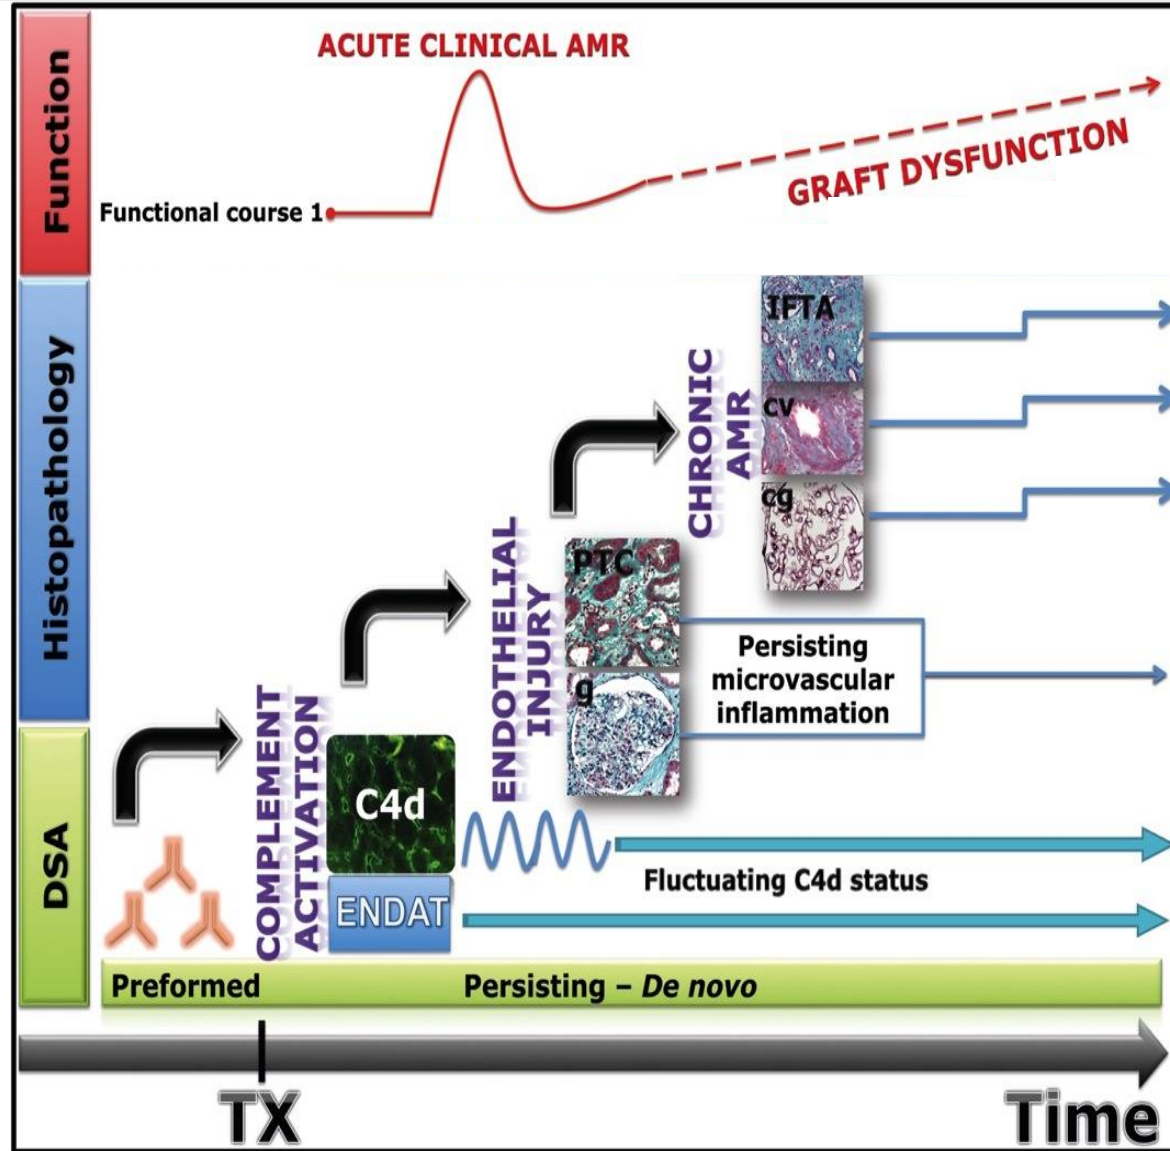 Function
ACUTE CLINICAL AMR
GRAFT DYSFUNCTION
Functional course 1
Histopathology
IFTA
cv
cg
CHRONIC
AMR
PTC
g
ENDOTHELIAL
INJURY
Persisting
microvascular
inflammation
DSA
COMPLEMENT
ACTIVATION
C4d
ENDAT
Fluctuating C4d status
Preformed
Persisting – De novo
TX
Time